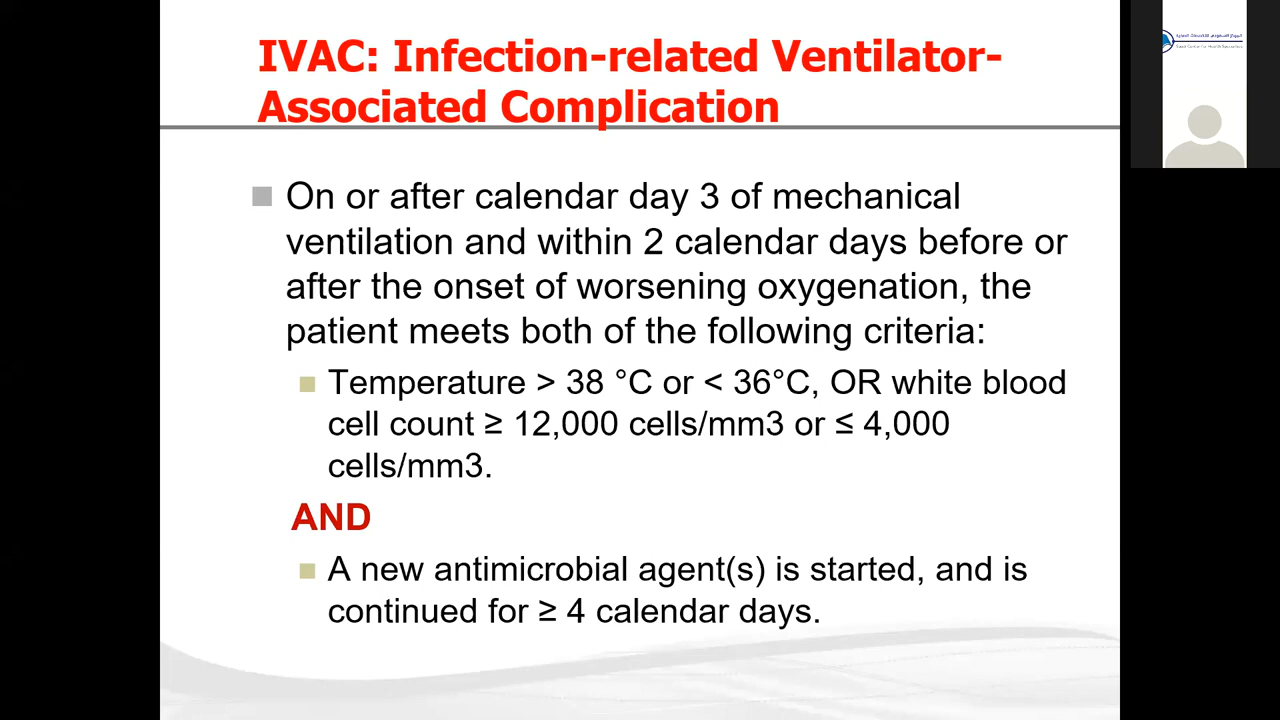 IVAC: Infection-related Ventilator-
Associated Complication
On or after calendar day 3 of mechanical
ventilation and within 2 calendar days before or
after the onset of worsening oxygenation, the
patient meets both of the following criteria:
Temperature > 38 °C or < 36°C, OR white blood
cell count ≥ 12,000 cells/mm3 or ≤ 4,000
cells/mm3.
AND
A new antimicrobial agent(s) is started, and is
continued for ≥ 4 calendar days.